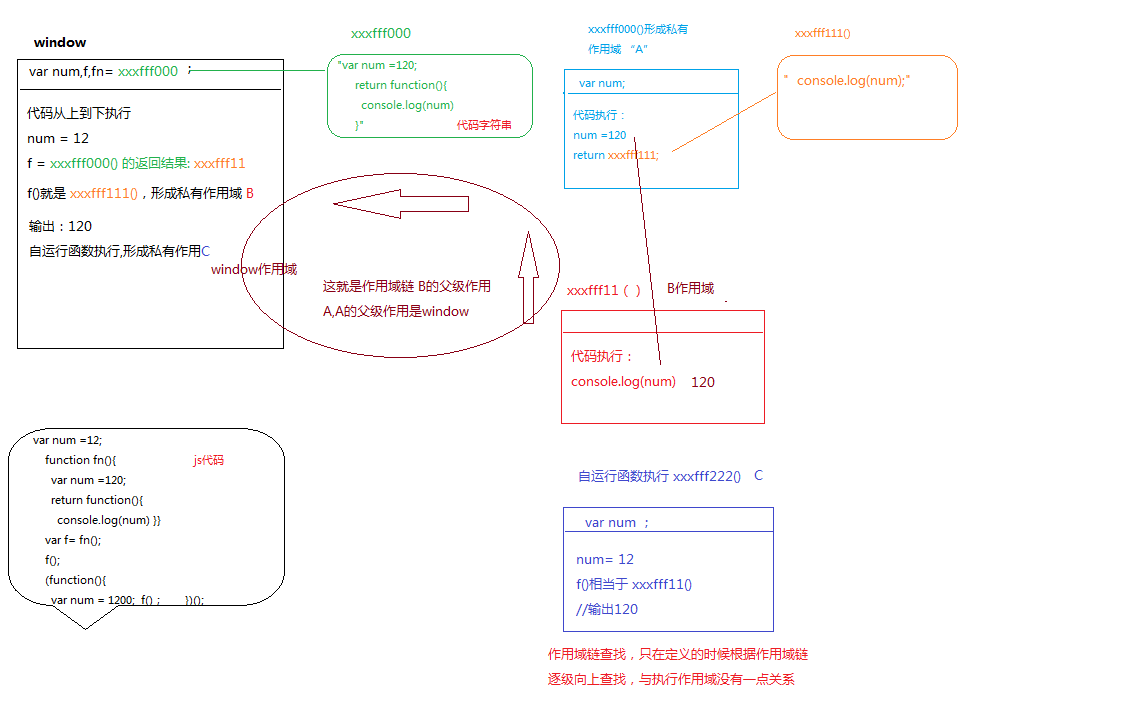 window
var num,f,fn= xxxfff000 ;
代码从上到下执行
num = 12
f = xxxfff000() 的返回结果: xxxfff11
f()就是 xxxfff111() , 形成私有作用域 B
输出：120
自运行函数执行,形成私有作用C
xxxfff000
"var num =120;
return function(){
console.log(num)
}"
代码字符串
xxxfff000()形成私有
作用域 “A”
var num;
代码执行：
num =120
return xxxfff111;
xxxfff111()
" console.log(num);"
window作用域
这就是作用域链 B的父级作用
A,A的父级作用是window
xxxfff11 ( )
B作用域
代码执行：
console.log(num) 120
var num =12;
function fn(){
js代码
var num =120;
return function(){
console.log(num) }}
var f= fn();
f();
(function(){
var num = 1200; f() ; })();
自运行函数执行 xxxfff222() C
var num ;
num= 12
f()相当于 xxxfff11()
//输出120
作用域链查找，只在定义的时候根据作用域链
逐级向上查找，与执行作用域没有一点关系